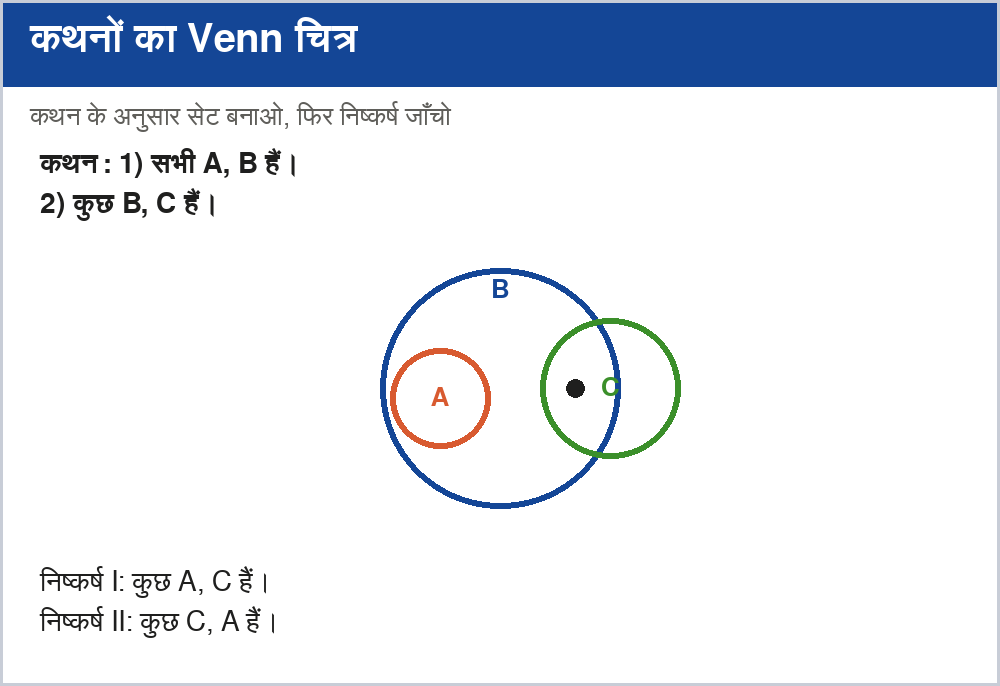 कथनों का Venn चित्र
कथन के अनुसार सेट बनाओ, फिर निष्कर्ष जाँचो
कथन : 1) सभी A, B हैं।
2) कुछ B, C हैं।
B
A
C
निष्कर्ष I: कुछ A, C हैं।
निष्कर्ष II: कुछ C, A हैं।